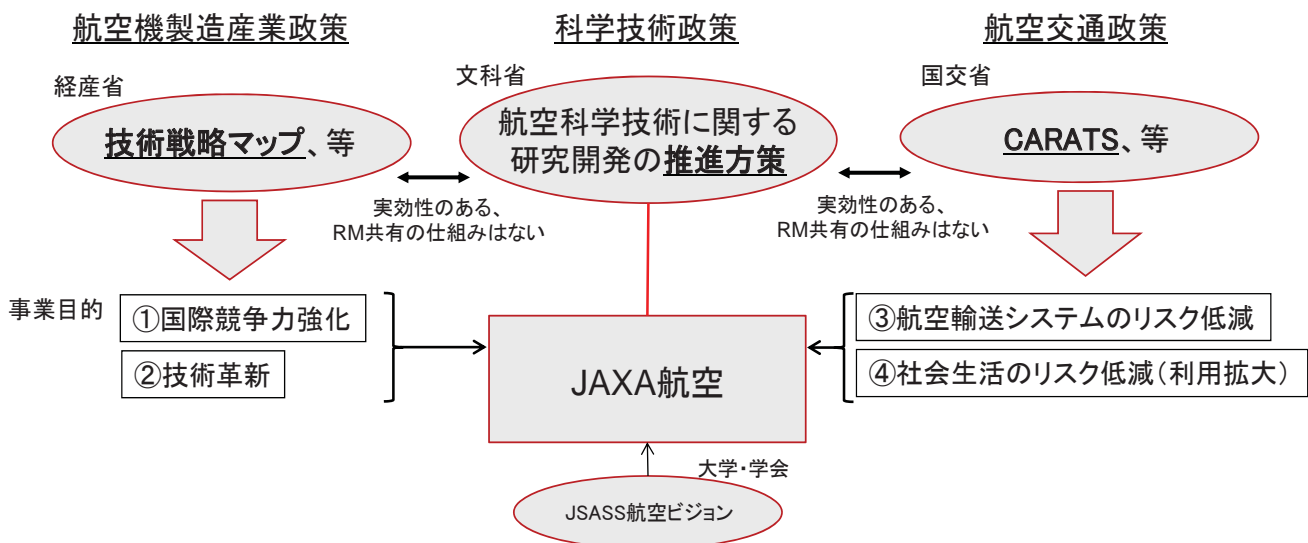 航空機製造産業政策
科学技術政策
航空交通政策
経産省
文科省
国交省
技術戦略マップ、等
航空科学技術に関する
研究開発の推進方策
CARATS、等
実効性のある、
RM共有の仕組みはない
実効性のある、
RM共有の仕組みはない
事業目的
①国際競争力強化
②技術革新
JAXA航空
③航空輸送システムのリスク低減
④社会生活のリスク低減(利用拡大)
大学・学会
JSASS航空ビジョン